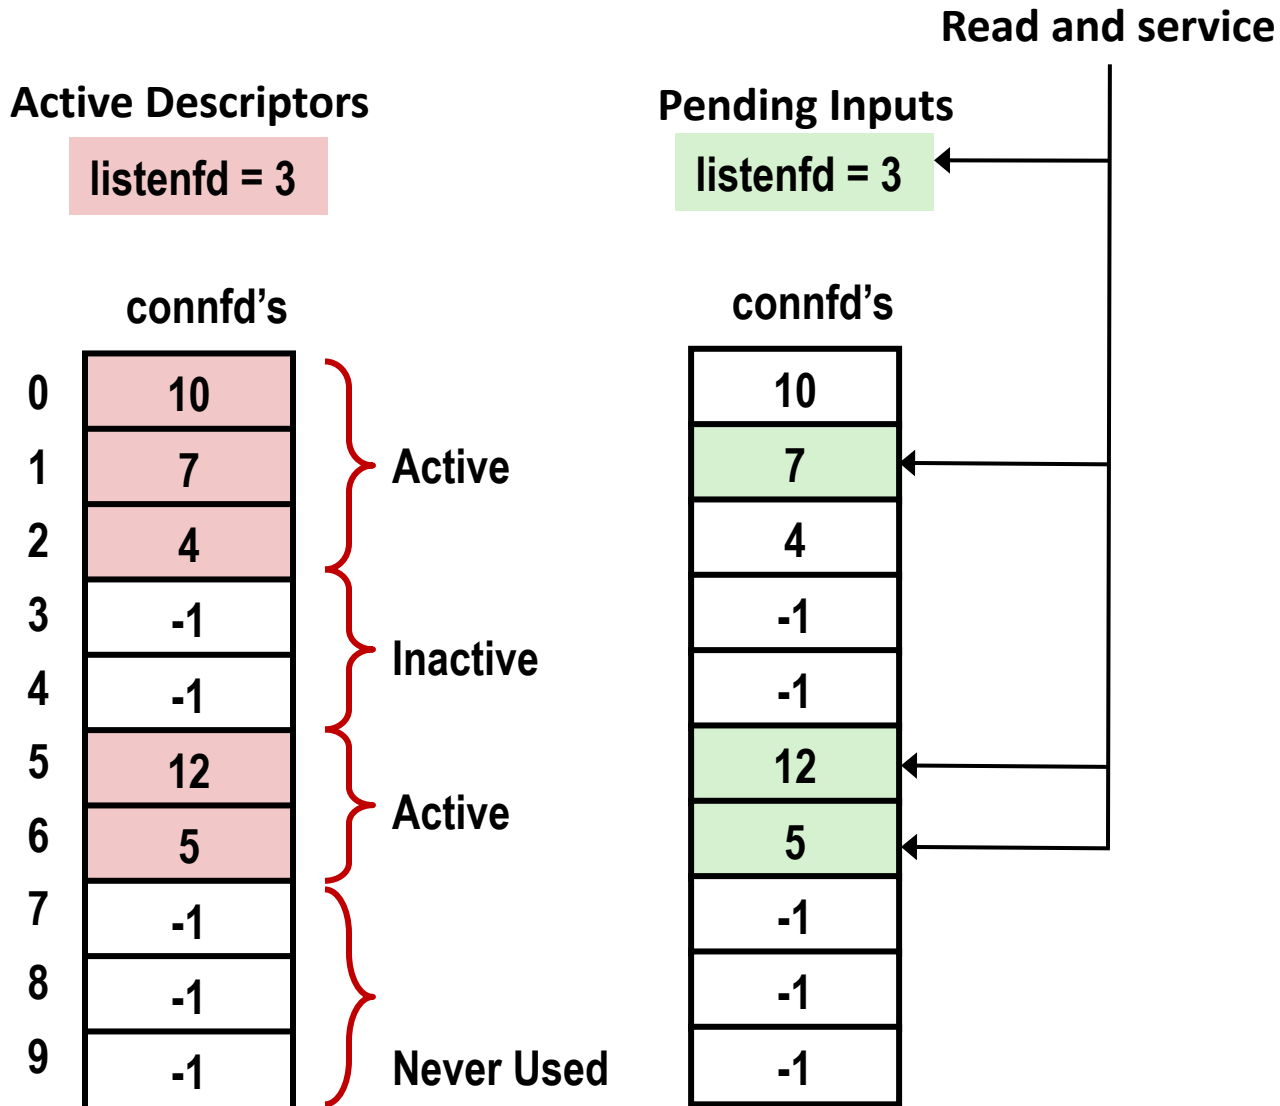 Read and service
Active Descriptors
listenfd = 3
connfd's
0 10
1 7
2 4
3 -1
4 -1
5 12
6 5
7 -1
8 -1
9 -1
Active
Inactive
Active
Never Used
Pending Inputs
listenfd = 3
connfd's
10
7
4
-1
-1
12
5
-1
-1
-1